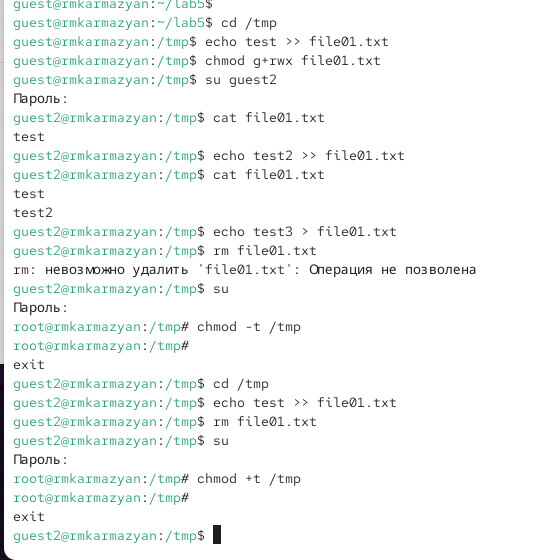 guest@rmkarmazyan:~/lab5$
guest@rmkarmazyan:~/lab5$ cd /tmp
guest@rmkarmazyan:/tmp$ echo test >> file01.txt
guest@rmkarmazyan:/tmp$ chmod g+rwx file01.txt
guest@rmkarmazyan:/tmp$ su guest2
Пароль:
guest2@rmkarmazyan:/tmp$ cat file01.txt
test
guest2@rmkarmazyan:/tmp$ echo test2 >> file01.txt
guest2@rmkarmazyan:/tmp$ cat file01.txt
test
test2
guest2@rmkarmazyan:/tmp$ echo test3 > file01.txt
guest2@rmkarmazyan:/tmp$ rm file01.txt
rm: невозможно удалить 'file01.txt': Операция не позволена
guest2@rmkarmazyan:/tmp$ su
Пароль:
root@rmkarmazyan:/tmp# chmod -t /tmp
root@rmkarmazyan:/tmp#
exit
guest2@rmkarmazyan:/tmp$ cd /tmp
guest2@rmkarmazyan:/tmp$ echo test >> file01.txt
guest2@rmkarmazyan:/tmp$ rm file01.txt
guest2@rmkarmazyan:/tmp$ su
Пароль:
root@rmkarmazyan:/tmp# chmod +t /tmp
root@rmkarmazyan:/tmp#
exit
guest2@rmkarmazyan:/tmp$